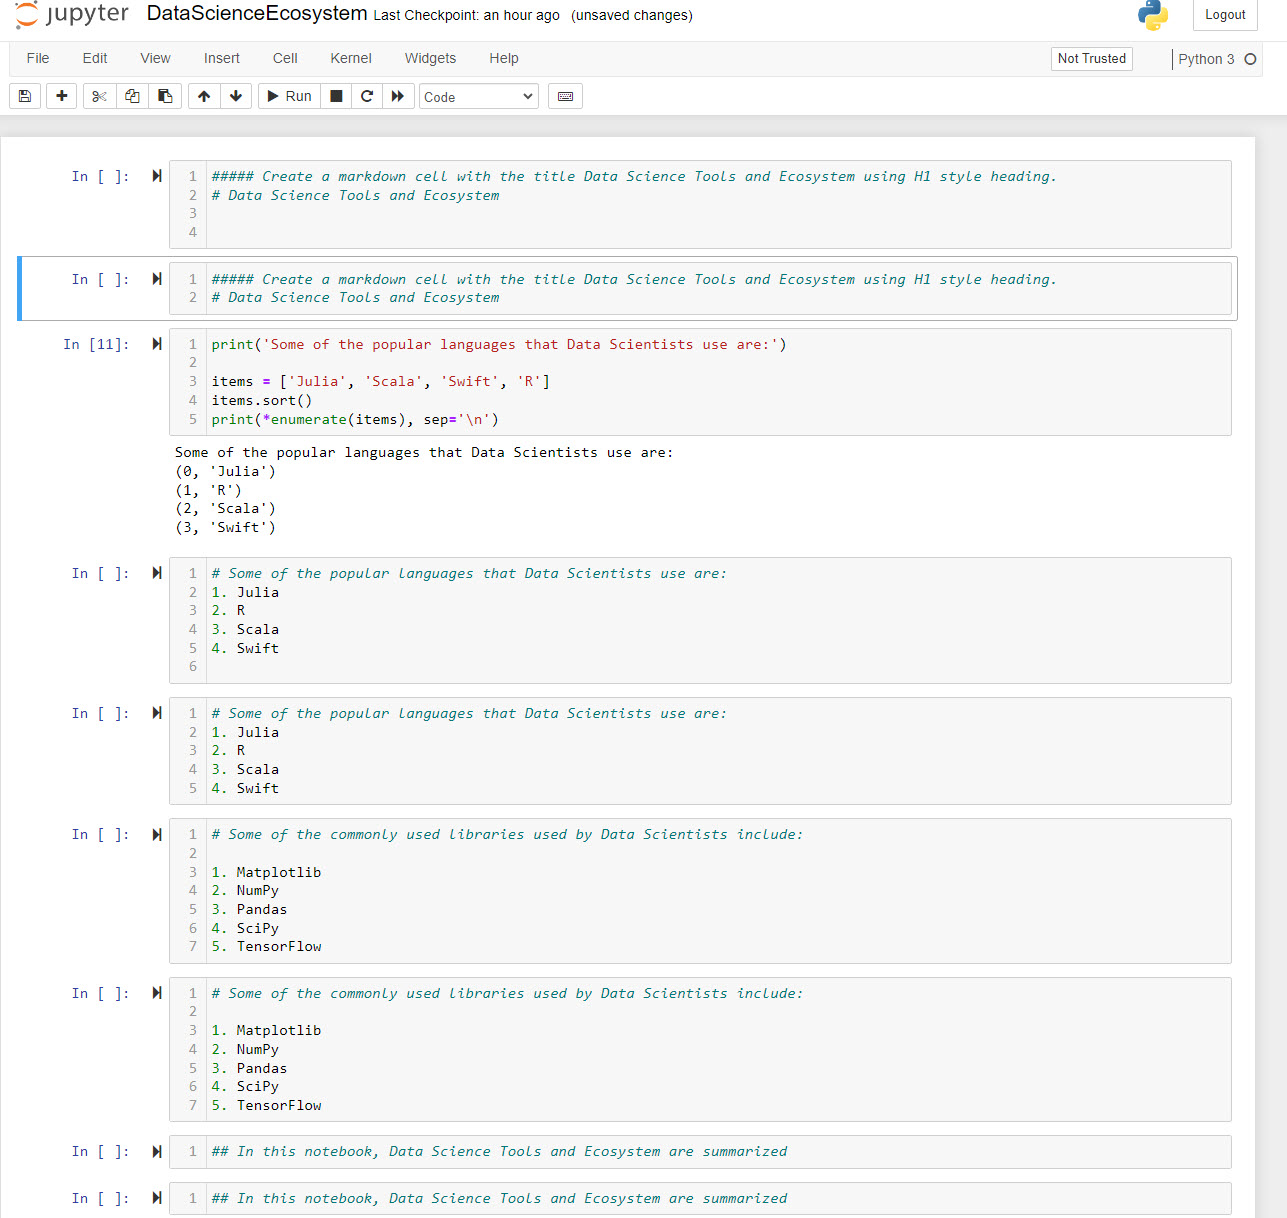 jupyter DataScienceEcosystem Last Checkpoint: an hour ago (unsaved changes) Logout
File Edit View Insert Cell Kernel Widgets Help Not Trusted Python 3
Run Code
In [ ]: 1 ##### Create a markdown cell with the title Data Science Tools and Ecosystem using H1 style heading.
2 # Data Science Tools and Ecosystem
3
4
In [ ]: 1 ##### Create a markdown cell with the title Data Science Tools and Ecosystem using H1 style heading.
2 # Data Science Tools and Ecosystem
In [11]: 1 print('Some of the popular languages that Data Scientists use are:')
2
3 items = ['Julia', 'Scala', 'Swift', 'R']
4 items.sort()
5 print(*enumerate(items), sep='\n')
Some of the popular languages that Data Scientists use are:
(0, 'Julia')
(1, 'R')
(2, 'Scala')
(3, 'Swift')
In [ ]: 1 # Some of the popular languages that Data Scientists use are:
2 1. Julia
3 2. R
4 3. Scala
5 4. Swift
6
In [ ]: 1 # Some of the popular languages that Data Scientists use are:
2 1. Julia
3 2. R
4 3. Scala
5 4. Swift
In [ ]: 1 # Some of the commonly used libraries used by Data Scientists include:
2
3 1. Matplotlib
4 2. NumPy
5 3. Pandas
6 4. SciPy
7 5. TensorFlow
In [ ]: 1 # Some of the commonly used libraries used by Data Scientists include:
2
3 1. Matplotlib
4 2. NumPy
5 3. Pandas
6 4. SciPy
7 5. TensorFlow
In [ ]: 1 ## In this notebook, Data Science Tools and Ecosystem are summarized
In [ ]: 1 ## In this notebook, Data Science Tools and Ecosystem are summarized